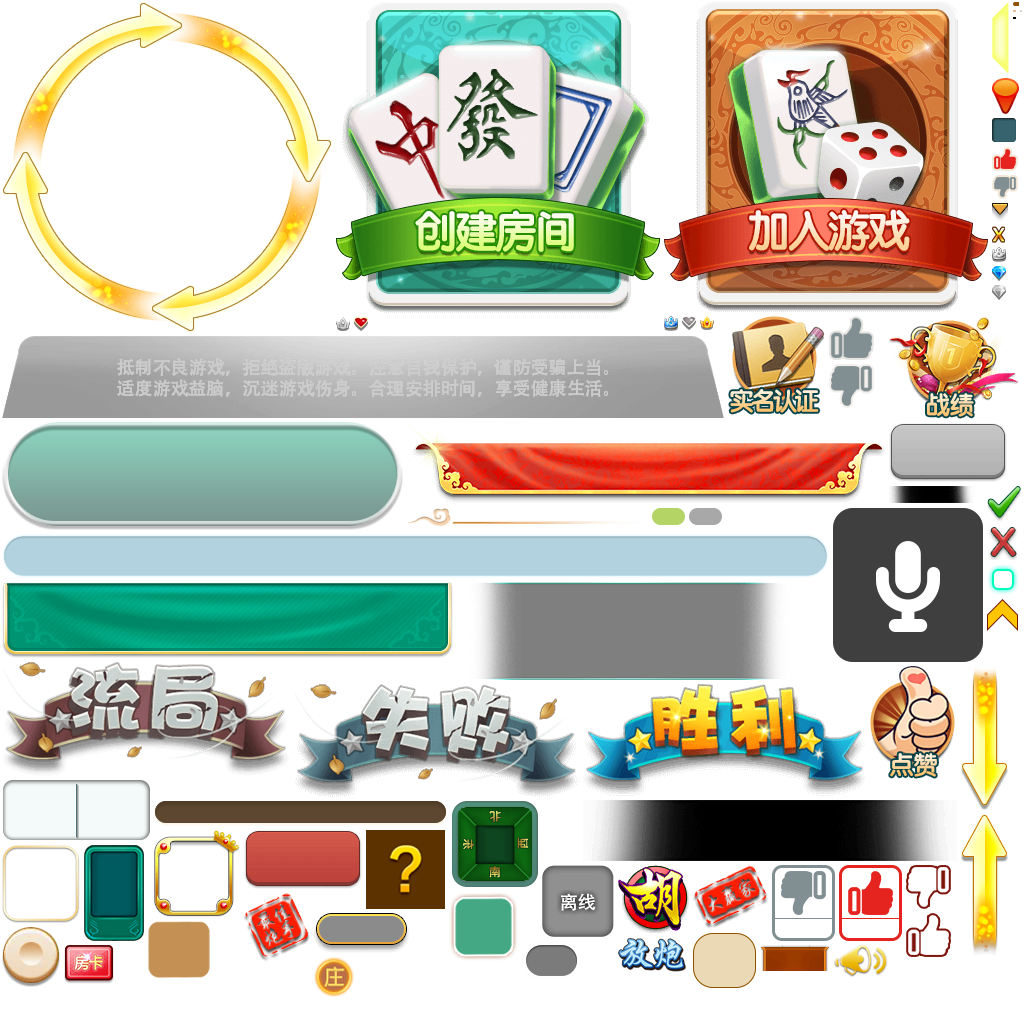 發
中
创建房间
加入游戏
抵制不良游戏，拒绝盗版游戏。注意自我保护，谨防受骗上当。
适度游戏益脑，沉迷游戏伤身。合理安排时间，享受健康生活。
实名认证
1
战绩
流局
失败
胜利
点赞
北
南
?
离线
胡
大赢家
放炮
房卡
庄